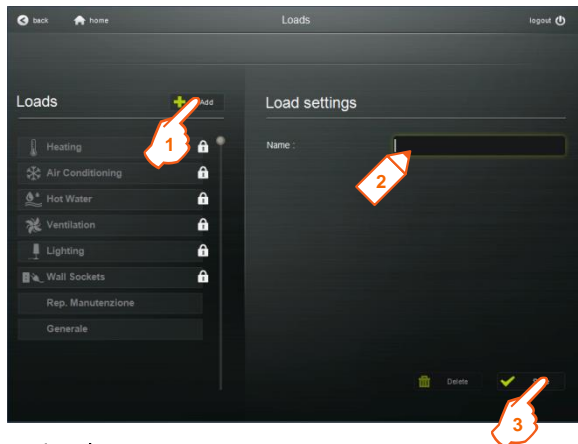 back home Loads logout
Loads Add Load settings
1
Name :
2
Heating
Air Conditioning
Hot Water
Ventilation
Lighting
Wall Sockets
Rep. Manutenzione
Generale
Delete
3